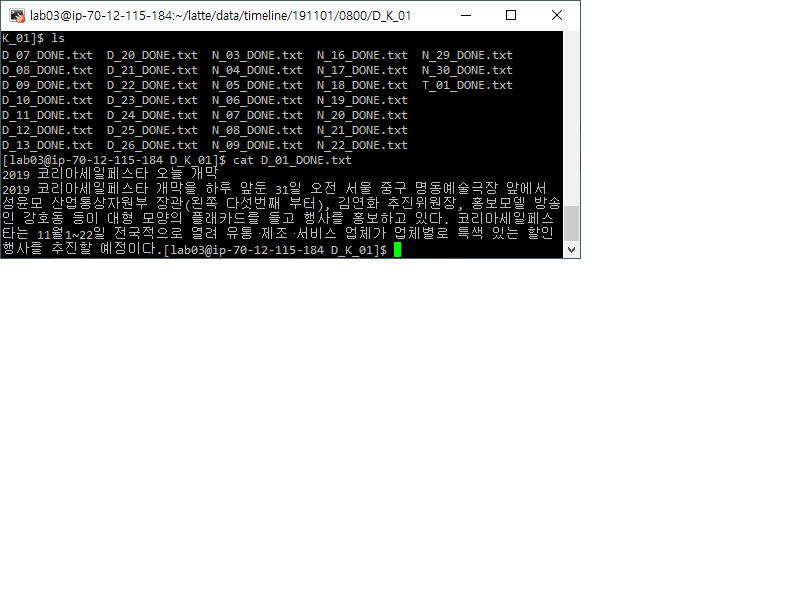 lab03@ip-70-12-115-184:~/latte/data/timeline/191101/0800/D_K_01
K_01]$ ls
D_07_DONE.txt  D_20_DONE.txt  N_03_DONE.txt  N_16_DONE.txt  N_29_DONE.txt
D_08_DONE.txt  D_21_DONE.txt  N_04_DONE.txt  N_17_DONE.txt  N_30_DONE.txt
D_09_DONE.txt  D_22_DONE.txt  N_05_DONE.txt  N_18_DONE.txt  T_01_DONE.txt
D_10_DONE.txt  D_23_DONE.txt  N_06_DONE.txt  N_19_DONE.txt
D_11_DONE.txt  D_24_DONE.txt  N_07_DONE.txt  N_20_DONE.txt
D_12_DONE.txt  D_25_DONE.txt  N_08_DONE.txt  N_21_DONE.txt
D_13_DONE.txt  D_26_DONE.txt  N_09_DONE.txt  N_22_DONE.txt
[lab03@ip-70-12-115-184 D_K_01]$ cat D_01_DONE.txt
2019 코리아세일페스타 오늘 개막
2019 코리아세일페스타 개막을 하루 앞둔 31일 오전 서울 중구 명동예술극장 앞에서
성윤모 산업통상자원부 장관(왼쪽 다섯번째 부터), 김연화 추진위원장, 홍보모델 방송
인 강호동 등이 대형 모양의 플래카드를 들고 행사를 홍보하고 있다. 코리아세일페스
타는 11월1~22일 전국적으로 열려 유통·제조·서비스 업체가 업체별로 특색 있는 할인
행사를 추진할 예정이다.[lab03@ip-70-12-115-184 D_K_01]$